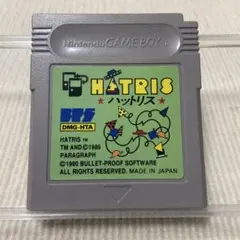 Nintendo GAME BOY
HATRIS
ハットリス
BPS
DMG-HTA
HATRIS ™
TM AND ©1989
PARAGRAPH
©1990 BULLET-PROOF SOFTWARE
ALL RIGHTS RESERVED. MADE IN JAPAN